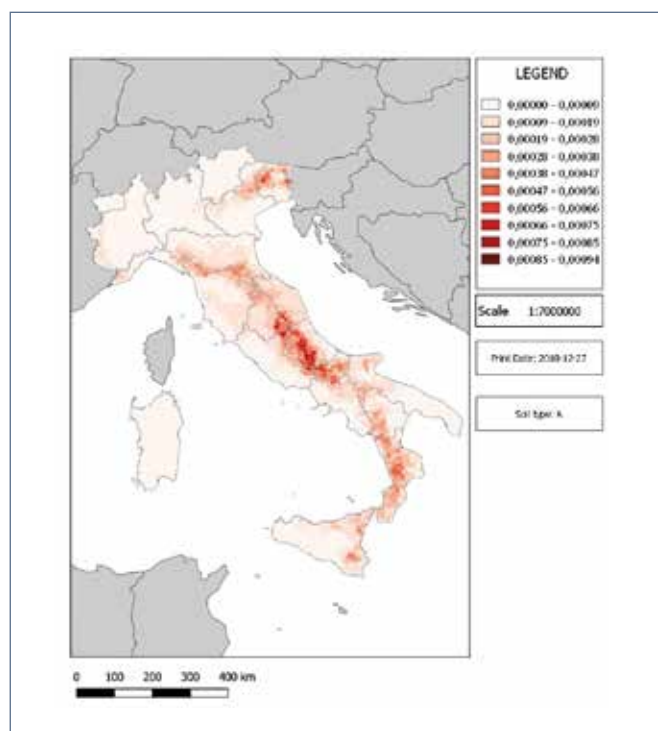 LEGEND
0,00000 - 0,00009
0,00009 - 0,00019
0,00019 - 0,00028
0,00028 - 0,00038
0,00038 - 0,00047
0,00047 - 0,00056
0,00056 - 0,00066
0,00066 - 0,00075
0,00075 - 0,00085
0,00085 - 0,00094
Scale 1:7000000
Print Date: 2018-12-27
Soil type: A
0 100 200 300 400 km